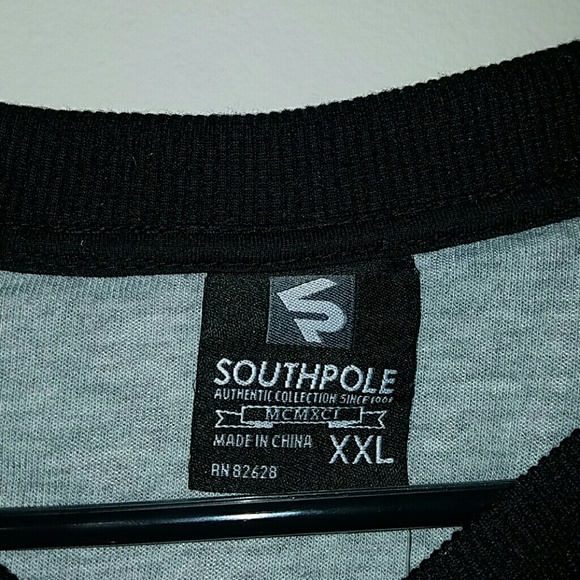 SOUTHPOLE
AUTHENTIC COLLECTION SINCE
MCMXCI
MADE IN CHINA XXL
RN 82628